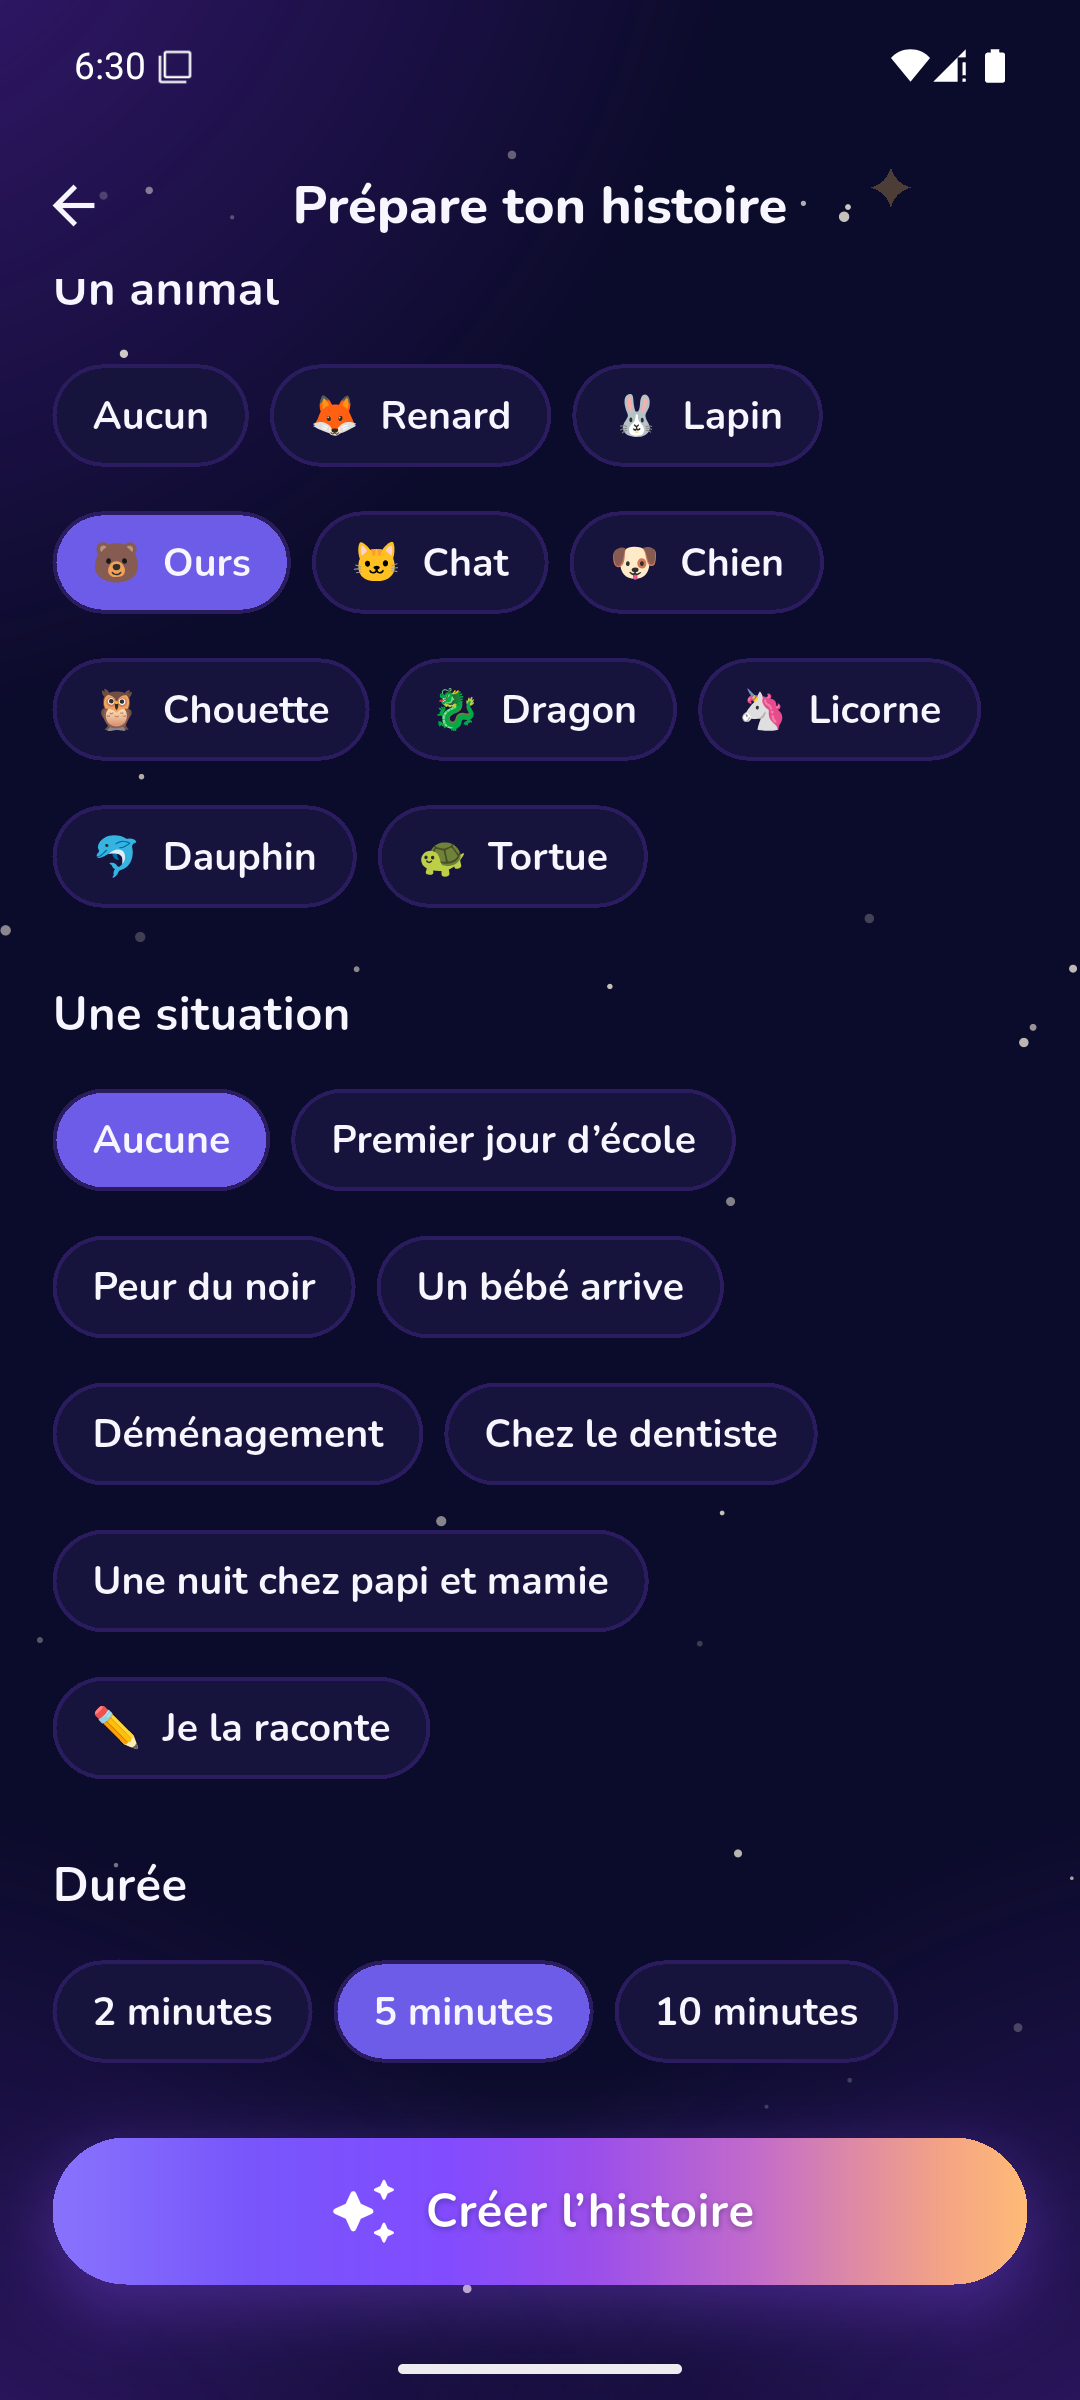 6:30
Prépare ton histoire
Un animal
Aucun
Renard
Lapin
Ours
Chat
Chien
Chouette
Dragon
Licorne
Dauphin
Tortue
Une situation
Aucune
Premier jour d’école
Peur du noir
Un bébé arrive
Déménagement
Chez le dentiste
Une nuit chez papi et mamie
Je la raconte
Durée
2 minutes
5 minutes
10 minutes
Créer l’histoire